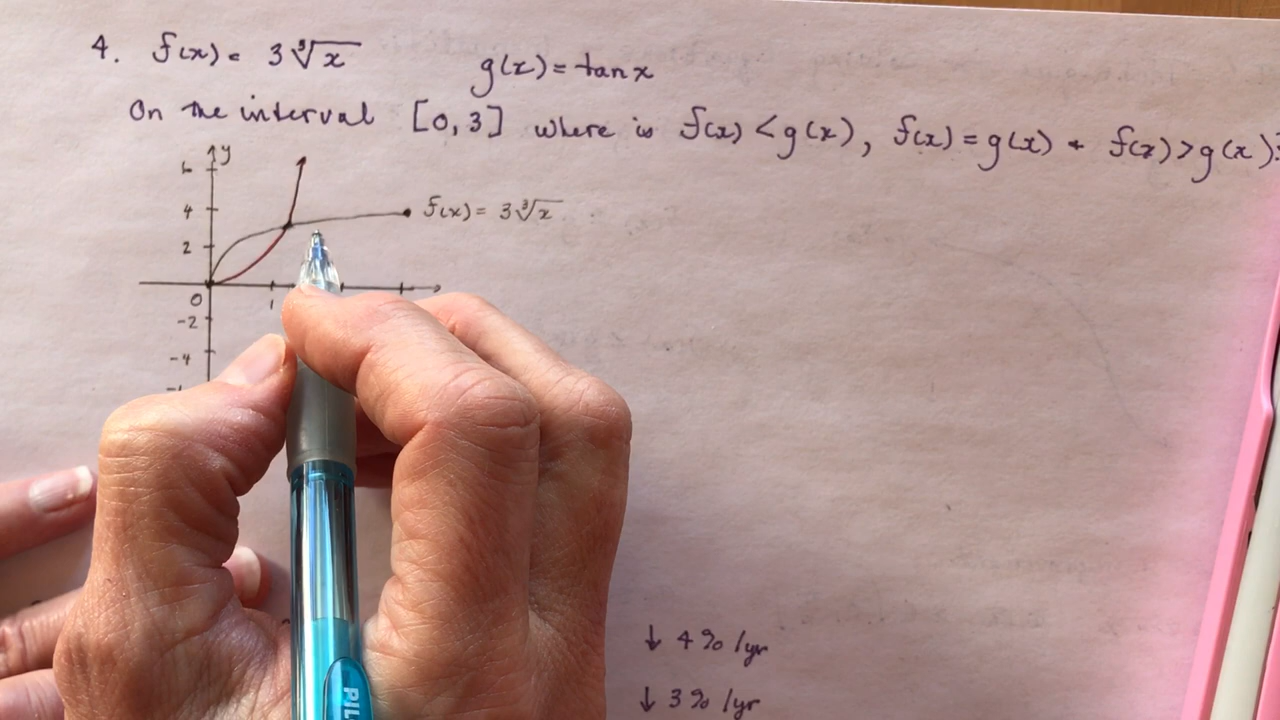 4. f(x) = 3∛x g(x) = tan x
On the interval [0,3] where is f(x) < g(x), f(x) = g(x) + f(x) > g(x)?
y
6
4 f(x) = 3∛x
2
0 1
-2
-4
↓ 4% /yr
↓ 3% /yr